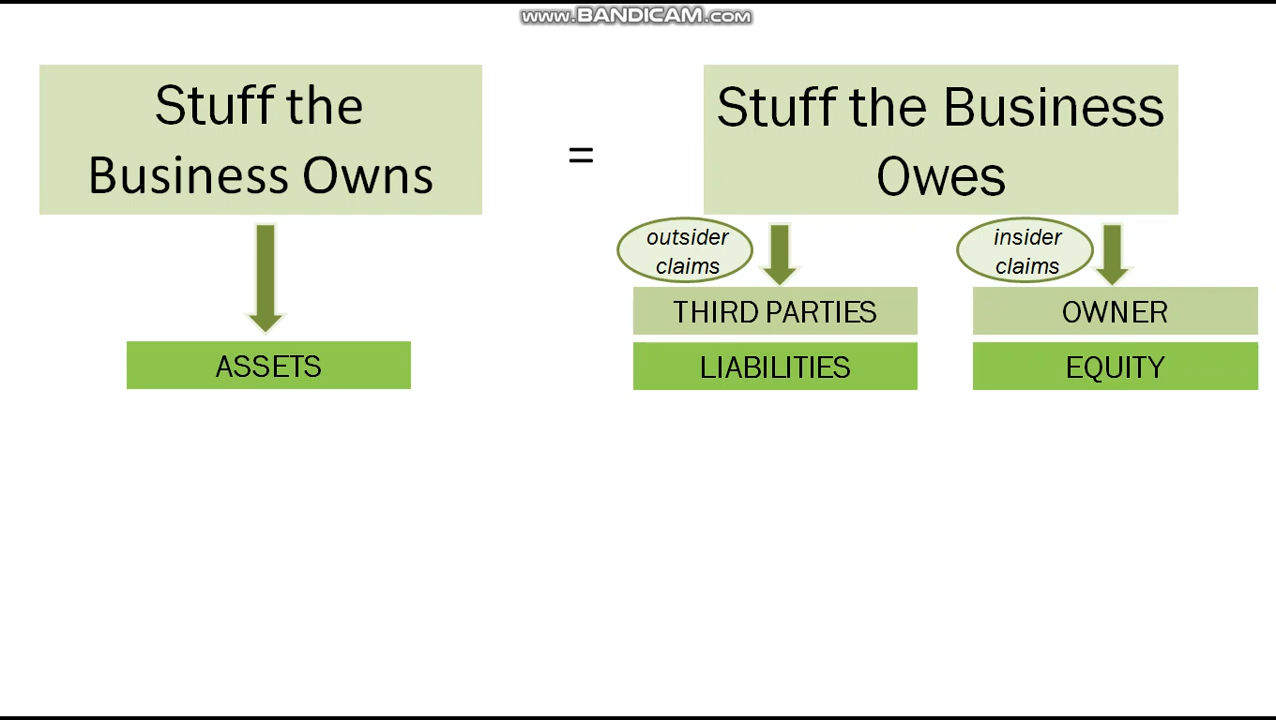 www.BANDICAM.com
Stuff the
Business Owns
=
Stuff the Business
Owes
outsider
claims
insider
claims
THIRD PARTIES
OWNER
ASSETS
LIABILITIES
EQUITY